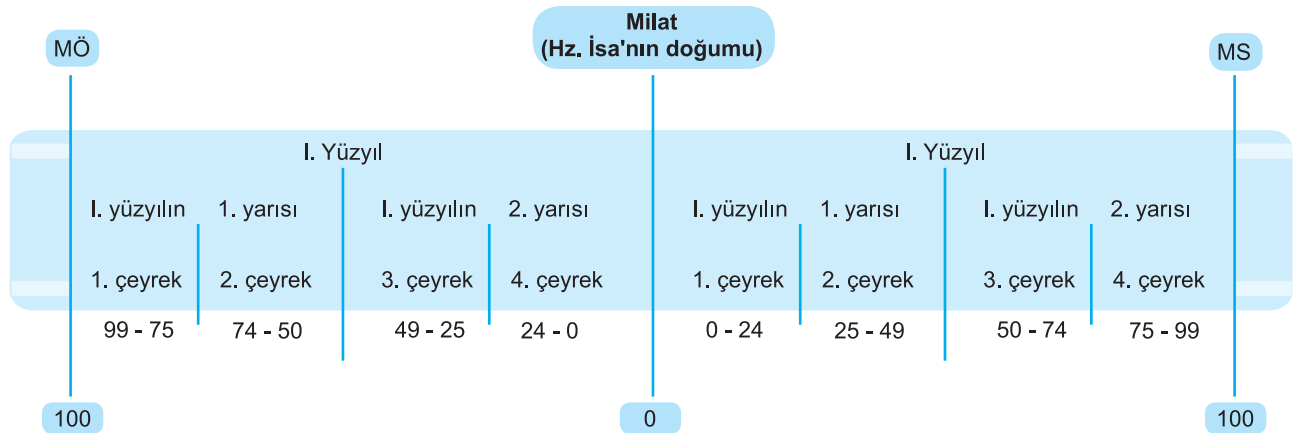 Milat
(Hz. İsa'nın doğumu)
MÖ
MS
I. Yüzyıl
I. Yüzyıl
I. yüzyılın 1. yarısı
I. yüzyılın 2. yarısı
I. yüzyılın 1. yarısı
I. yüzyılın 2. yarısı
1. çeyrek 2. çeyrek
3. çeyrek 4. çeyrek
1. çeyrek 2. çeyrek
3. çeyrek 4. çeyrek
99 - 75 74 - 50
49 - 25 24 - 0
0 - 24 25 - 49
50 - 74 75 - 99
100
0
100